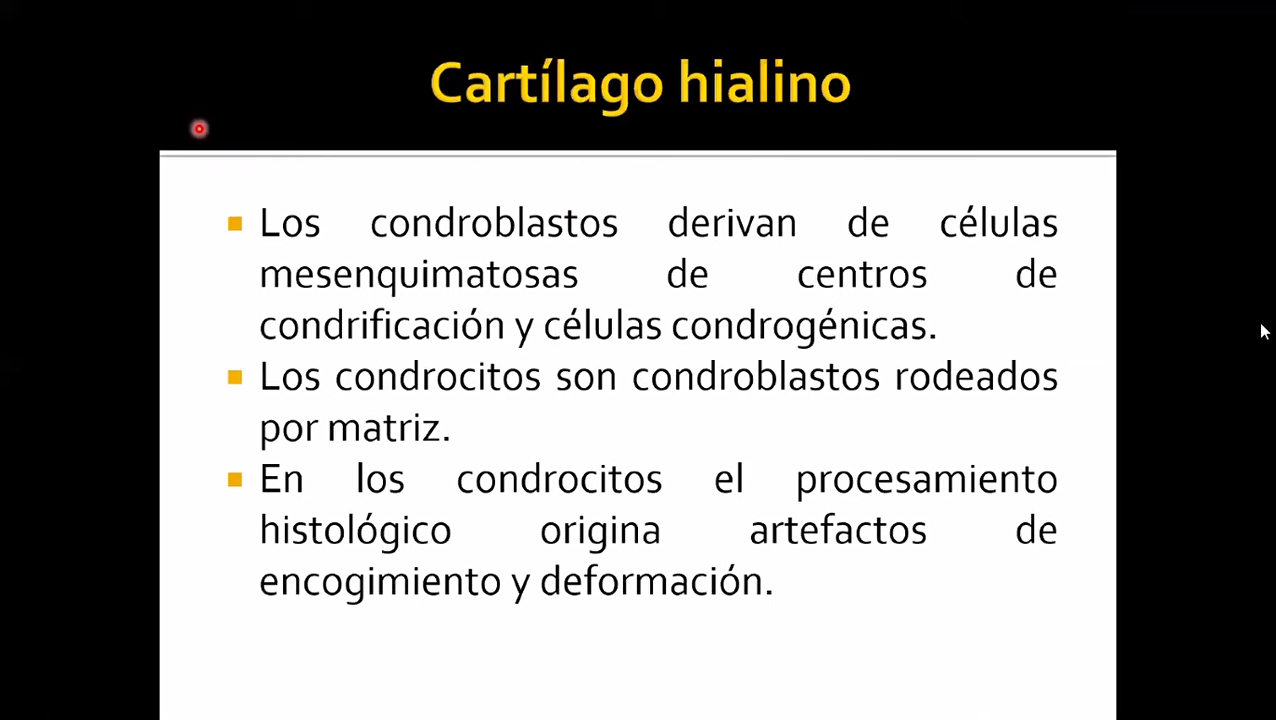 Cartílago hialino
Los condroblastos derivan de células
mesenquimatosas de centros de
condrificación y células condrogénicas.
Los condrocitos son condroblastos rodeados
por matriz.
En los condrocitos el procesamiento
histológico origina artefactos de
encogimiento y deformación.